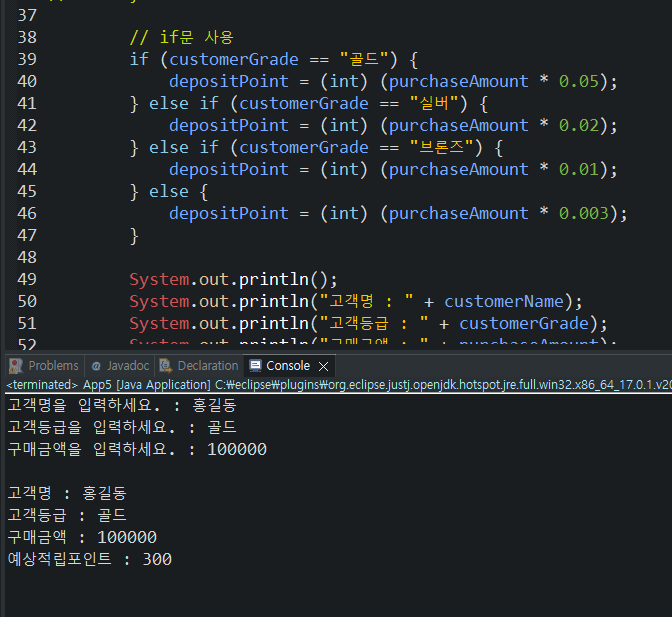 37
38 // if문 사용
39 if (customerGrade == "골드") {
40 depositPoint = (int) (purchaseAmount * 0.05);
41 } else if (customerGrade == "실버") {
42 depositPoint = (int) (purchaseAmount * 0.02);
43 } else if (customerGrade == "브론즈") {
44 depositPoint = (int) (purchaseAmount * 0.01);
45 } else {
46 depositPoint = (int) (purchaseAmount * 0.003);
47 }
48
49 System.out.println();
50 System.out.println("고객명 : " + customerName);
51 System.out.println("고객등급 : " + customerGrade);
52 System.out.println("구매금액 : " + purchaseAmount);
Problems Javadoc Declaration Console
<terminated> App5 [Java Application] C:₩eclipse₩plugins₩org.eclipse.justj.openjdk.hotspot.jre.full.win32.x86_64_17.0.1.v20
고객명을 입력하세요. : 홍길동
고객등급을 입력하세요. : 골드
구매금액을 입력하세요. : 100000
고객명 : 홍길동
고객등급 : 골드
구매금액 : 100000
예상적립포인트 : 300